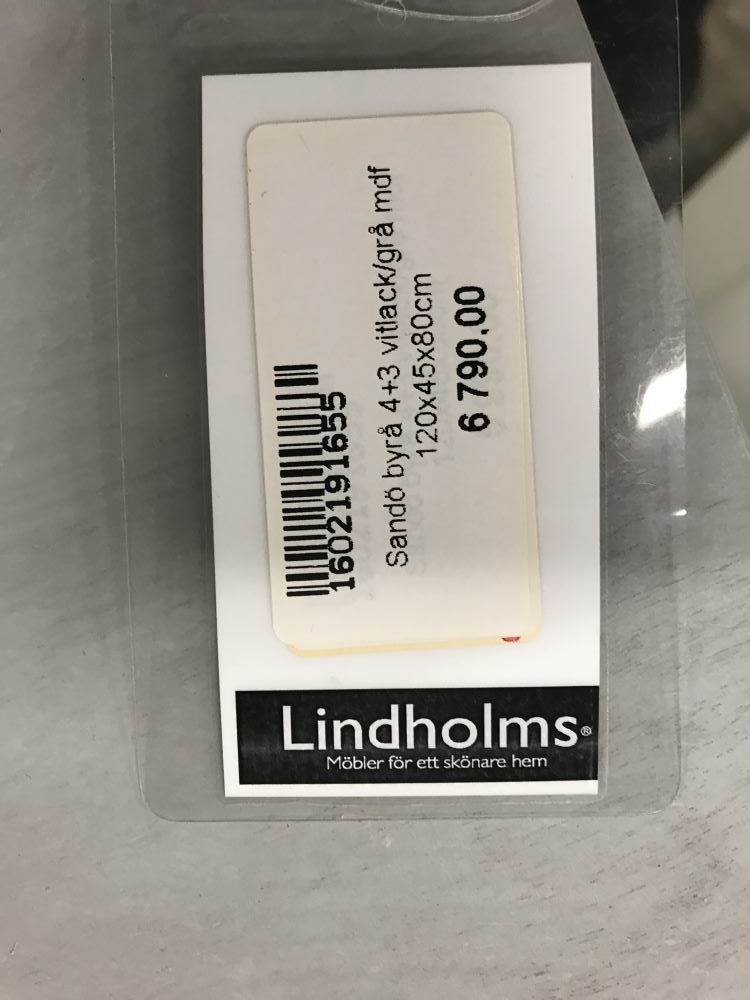 1602191655
Sandö byrå 4+3 vitlack/grå mdf
120x45x80cm
6 790,00
Lindholms®
Möbler för ett skönare hem